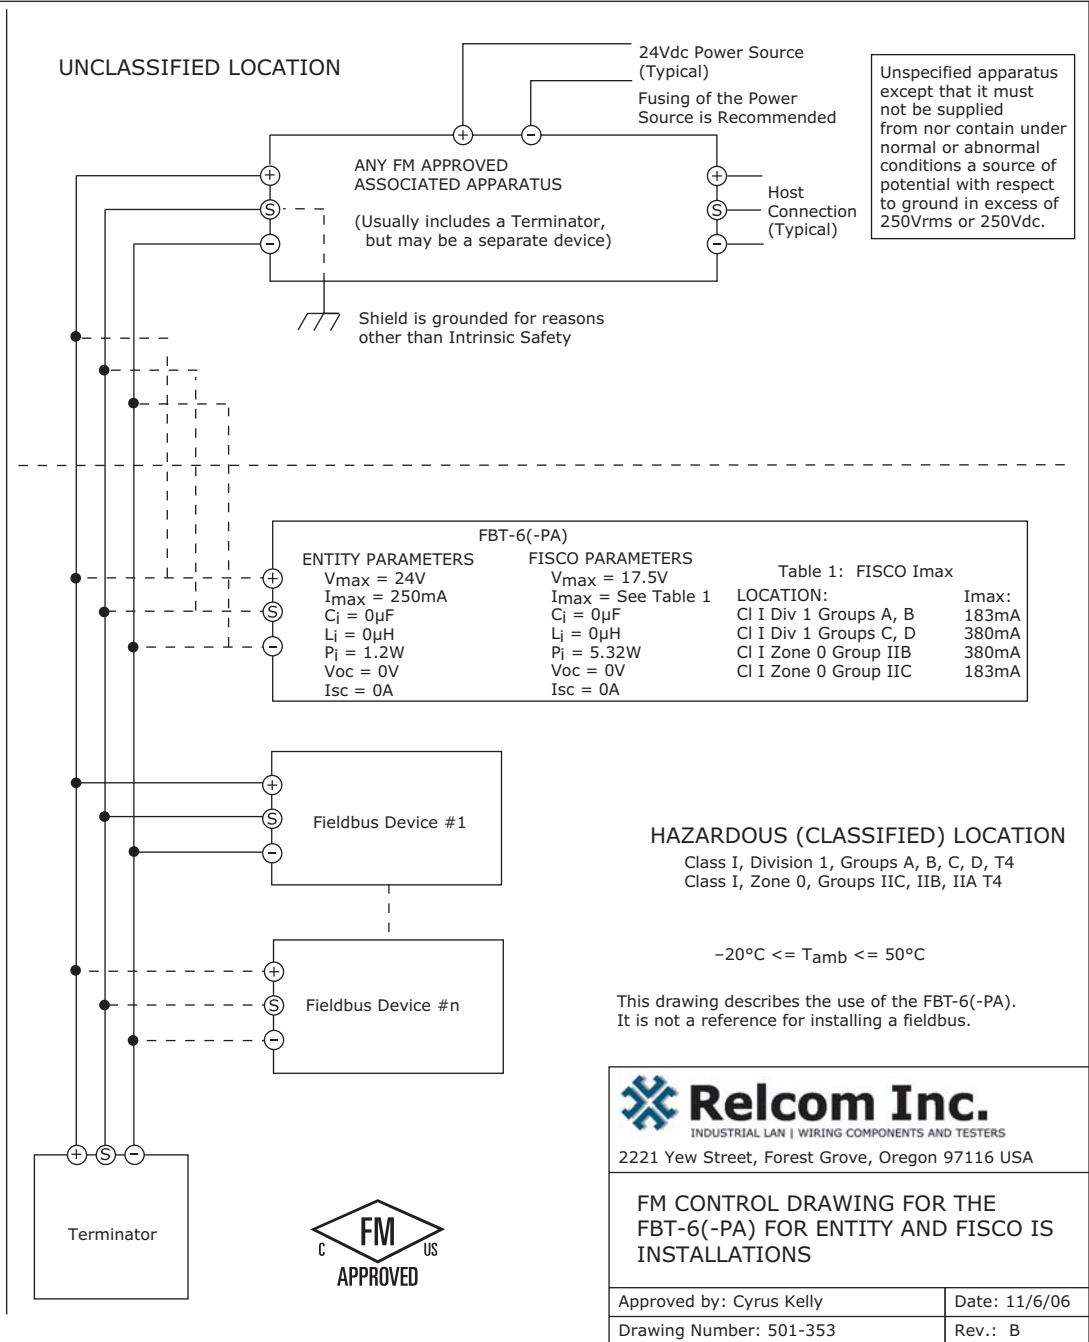 UNCLASSIFIED LOCATION
24Vdc Power Source
(Typical)
Fusing of the Power
Source is Recommended
Unspecified apparatus
except that it must
not be supplied
from nor contain under
normal or abnormal
conditions a source of
potential with respect
to ground in excess of
250Vrms or 250Vdc.
+ -
ANY FM APPROVED
ASSOCIATED APPARATUS
(Usually includes a Terminator,
but may be a separate device)
+
S
-
+
S
-
Host
Connection
(Typical)
Shield is grounded for reasons
other than Intrinsic Safety
FBT-6(-PA)
+
S
-
ENTITY PARAMETERS
Vmax = 24V
Imax = 250mA
Ci = 0µF
Li = 0µH
Pi = 1.2W
Voc = 0V
Isc = 0A
FISCO PARAMETERS
Vmax = 17.5V
Imax = See Table 1
Ci = 0µF
Li = 0µH
Pi = 5.32W
Voc = 0V
Isc = 0A
Table 1: FISCO Imax
LOCATION: Imax:
Cl I Div 1 Groups A, B 183mA
Cl I Div 1 Groups C, D 380mA
Cl I Zone 0 Group IIB 380mA
Cl I Zone 0 Group IIC 183mA
+
S
-
Fieldbus Device #1
HAZARDOUS (CLASSIFIED) LOCATION
Class I, Division 1, Groups A, B, C, D, T4
Class I, Zone 0, Groups IIC, IIB, IIA T4
–20°C <= Tamb <= 50°C
+
S
-
Fieldbus Device #n
This drawing describes the use of the FBT-6(-PA).
It is not a reference for installing a fieldbus.
+ S -
Terminator
FM
C US
APPROVED
Relcom Inc.
INDUSTRIAL LAN | WIRING COMPONENTS AND TESTERS
2221 Yew Street, Forest Grove, Oregon 97116 USA
FM CONTROL DRAWING FOR THE
FBT-6(-PA) FOR ENTITY AND FISCO IS
INSTALLATIONS
Approved by: Cyrus Kelly
Date: 11/6/06
Drawing Number: 501-353
Rev.: B